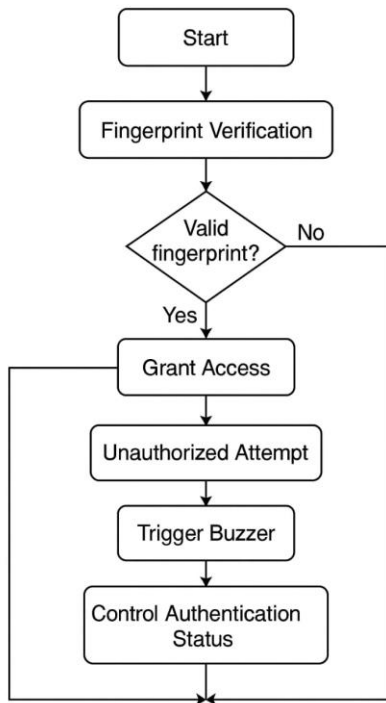 Start
Fingerprint Verification
Valid
fingerprint?
No
Yes
Grant Access
Unauthorized Attempt
Trigger Buzzer
Control Authentication
Status